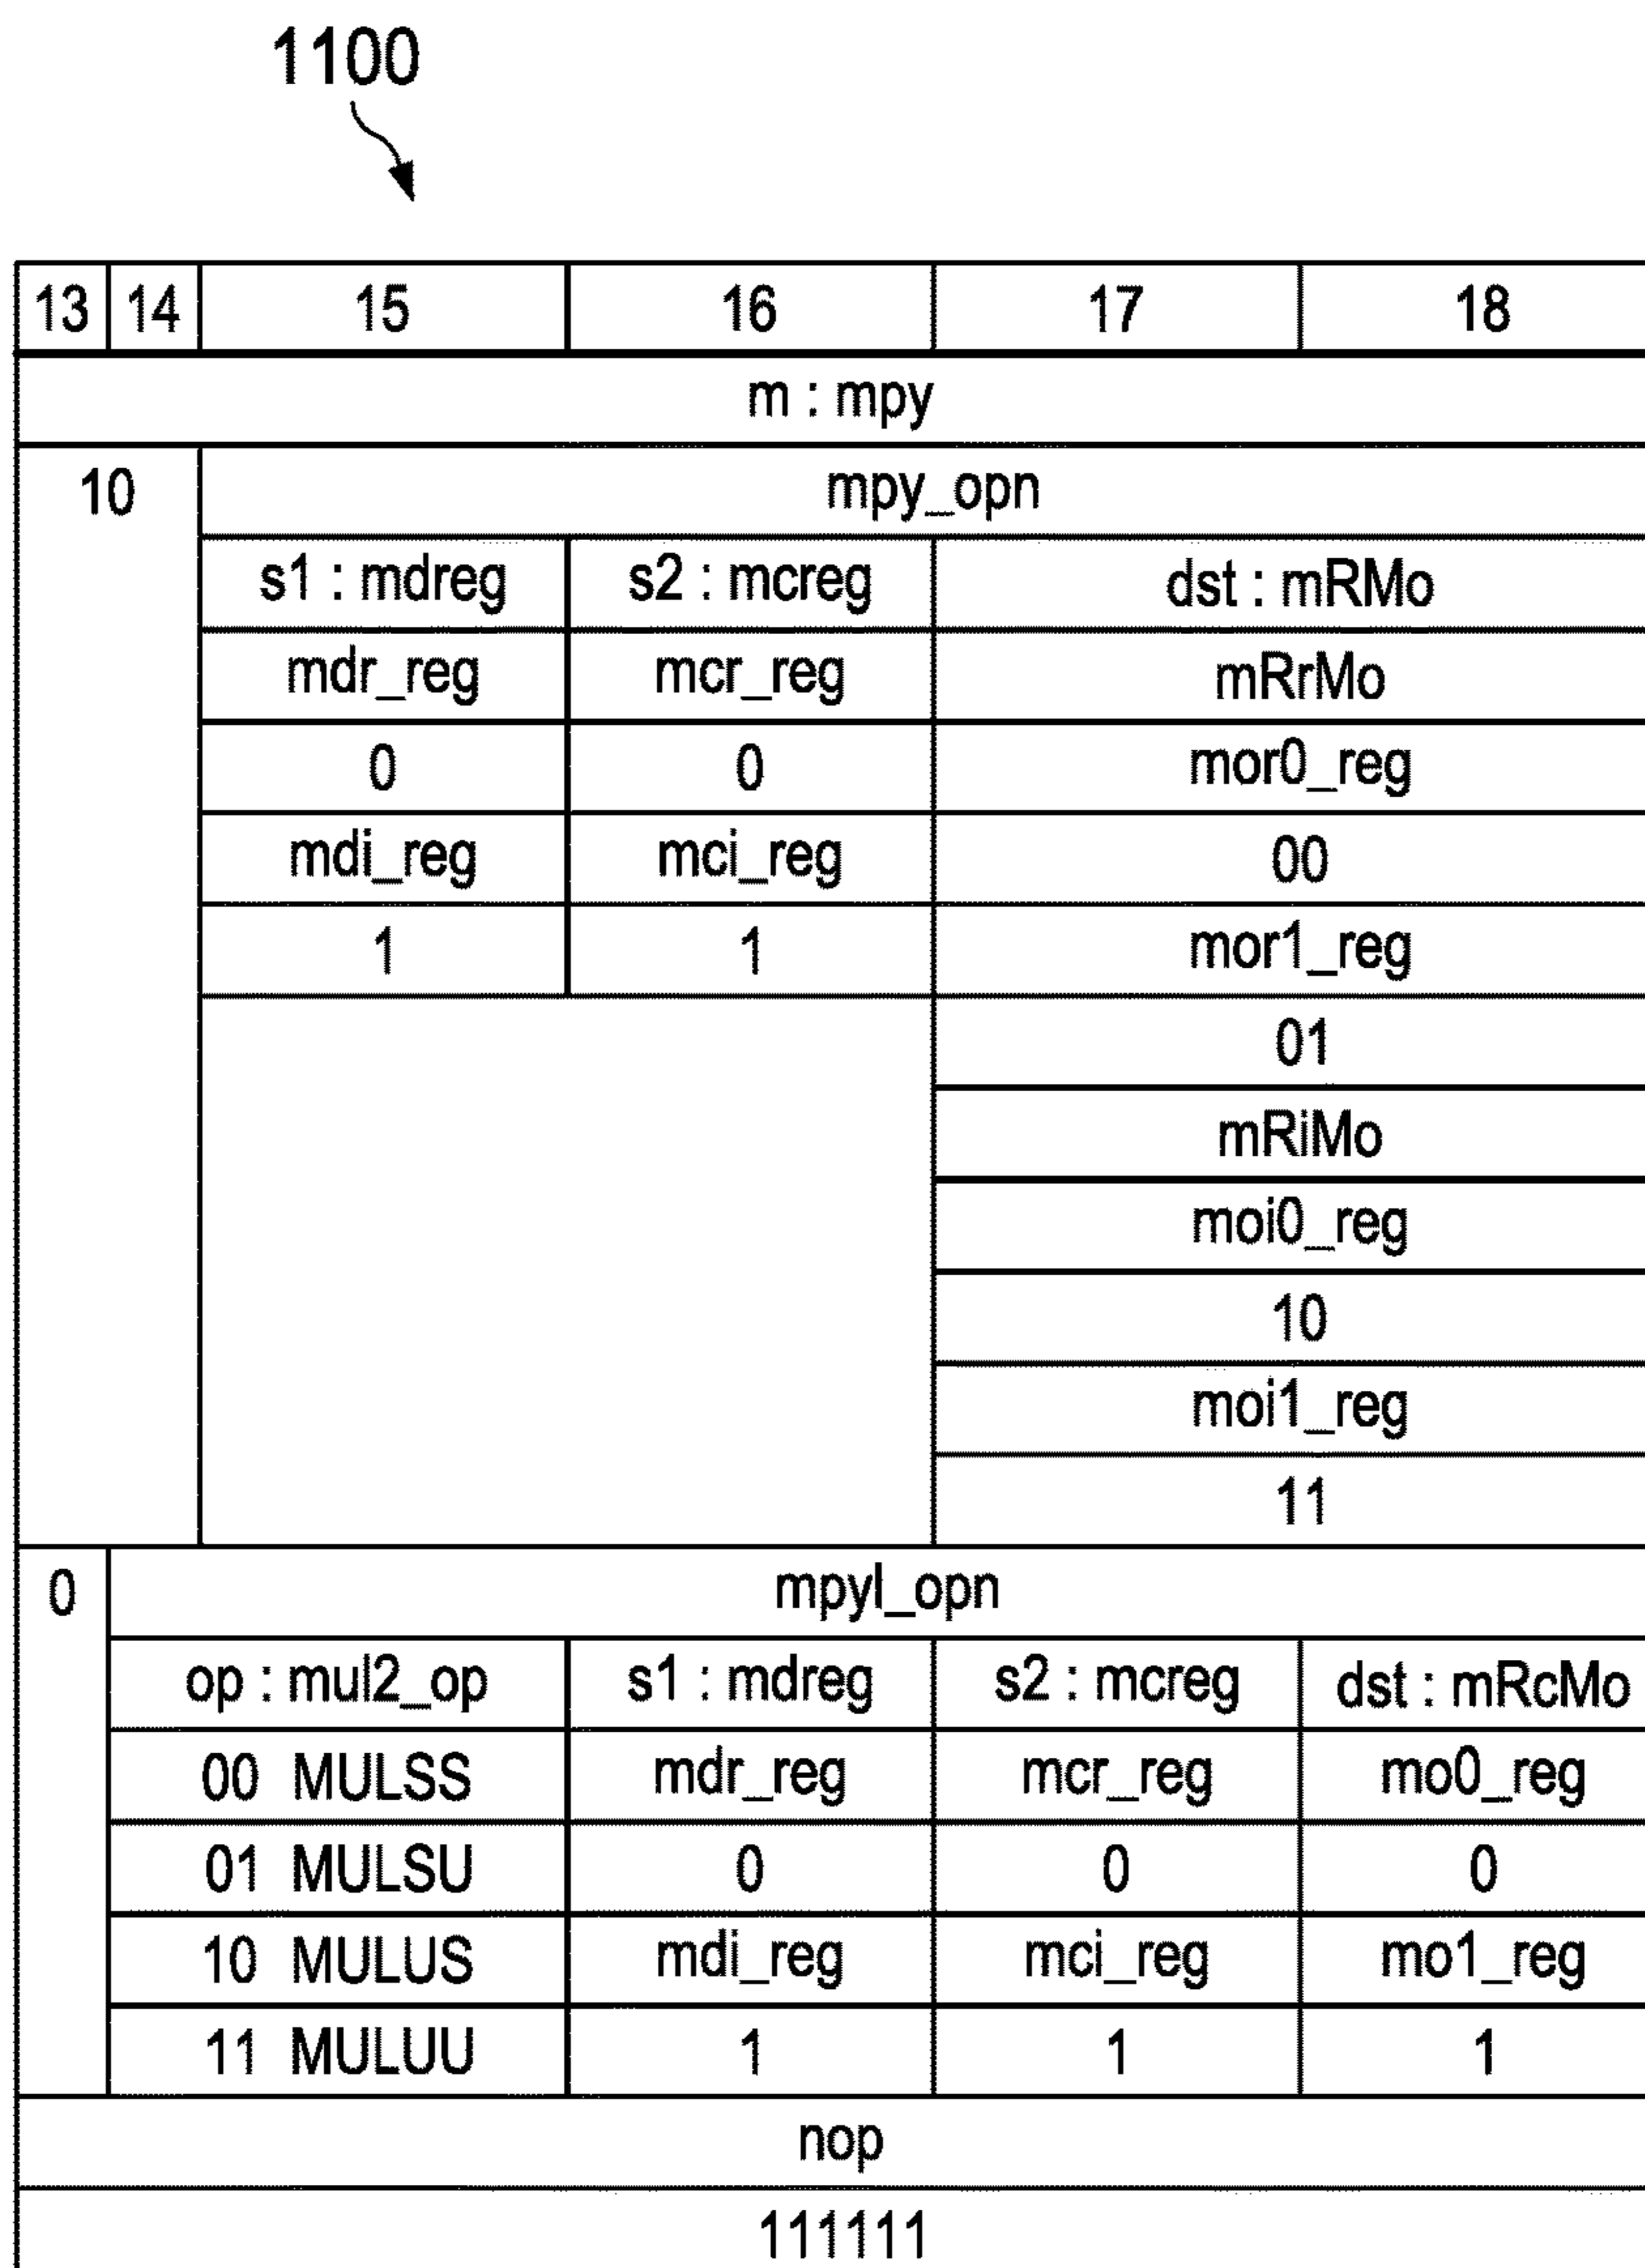 1100
13 14 15 16 17 18
m : mpy
10 mpy_opn
s1 : mdreg s2 : mcreg dst : mRMo
mdr_reg mcr_reg mRrMo
0 0 mor0_reg
mdi_reg mci_reg 00
1 1 mor1_reg
01
mRiMo
moi0_reg
10
moi1_reg
11
0 mpyl_opn
op : mul2_op s1 : mdreg s2 : mcreg dst : mRcMo
00 MULSS mdr_reg mcr_reg mo0_reg
01 MULSU 0 0 0
10 MULUS mdi_reg mci_reg mo1_reg
11 MULUU 1 1 1
nop
111111